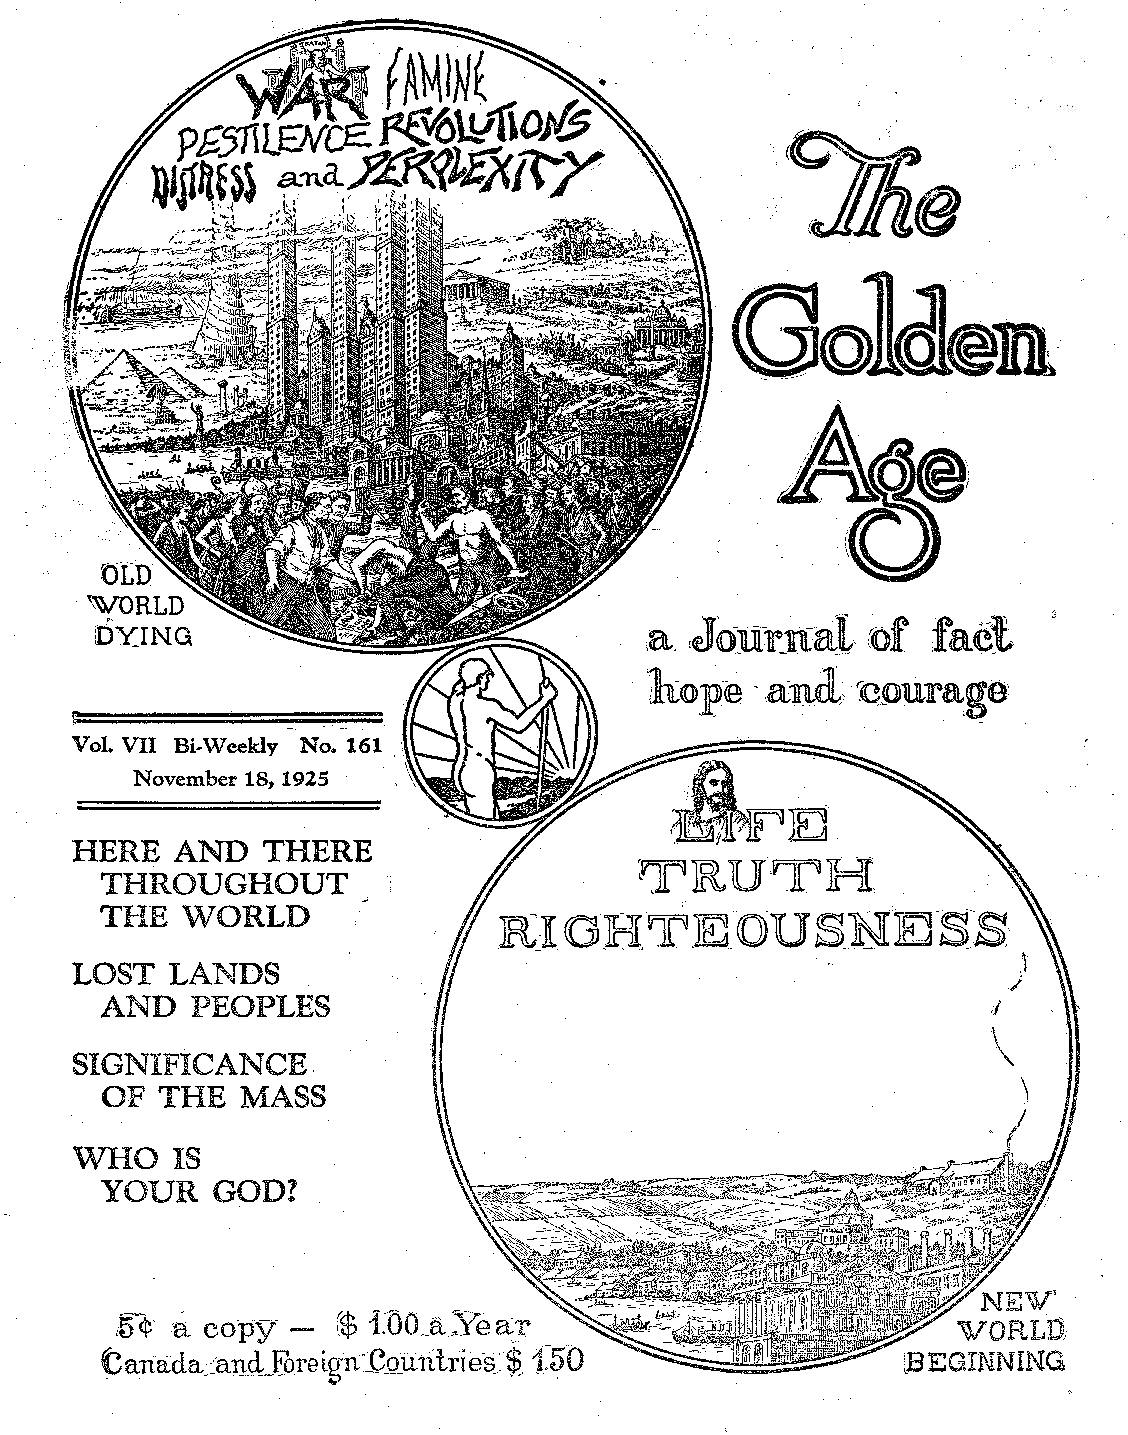 SATAN
WAR FAMINE
PESTILENCE REVOLUTIONS
DISTRESS and PERPLEXITY
The
Golden
Age
OLD
WORLD
DYING
a Journal of fact
hope and courage
Vol. VII Bi-Weekly No. 161
November 18, 1925
HERE AND THERE
THROUGHOUT
THE WORLD
LOST LANDS
AND PEOPLES
SIGNIFICANCE
OF THE MASS
WHO IS
YOUR GOD?
LIFE
TRUTH
RIGHTEOUSNESS
5¢ a copy — $ 1.00 a Year
Canada and Foreign Countries $ 1.50
NEW
WORLD
BEGINNING